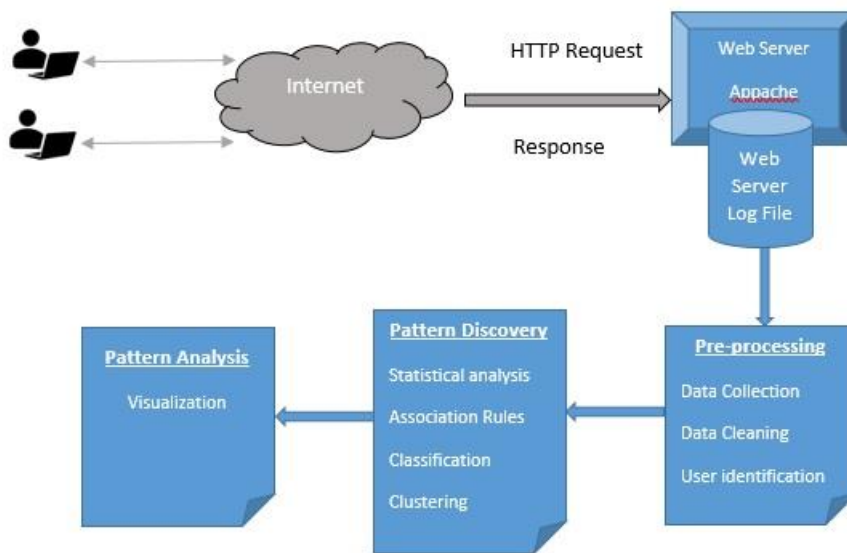 Internet
HTTP Request
Response
Web Server
Appache
Web
Server
Log File
Pre-processing
Data Collection
Data Cleaning
User identification
Pattern Discovery
Statistical analysis
Association Rules
Classification
Clustering
Pattern Analysis
Visualization